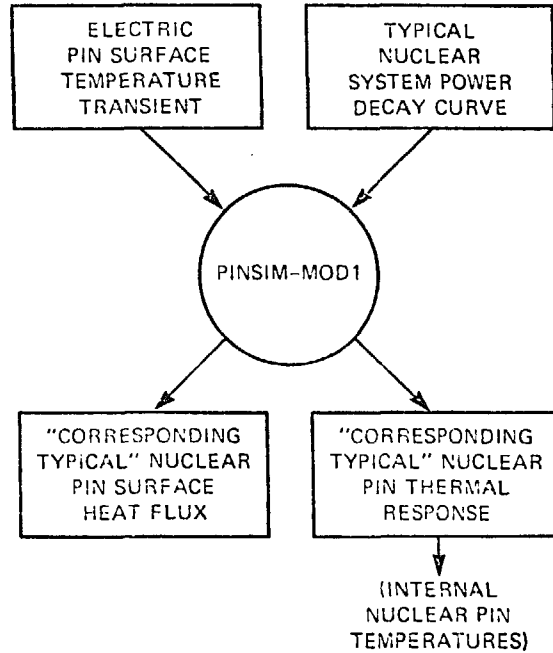 ELECTRIC
PIN SURFACE
TEMPERATURE
TRANSIENT
TYPICAL
NUCLEAR
SYSTEM POWER
DECAY CURVE
PINSIM-MOD1
"CORRESPONDING
TYPICAL" NUCLEAR
PIN SURFACE
HEAT FLUX
"CORRESPONDING
TYPICAL" NUCLEAR
PIN THERMAL
RESPONSE
(INTERNAL
NUCLEAR PIN
TEMPERATURES)